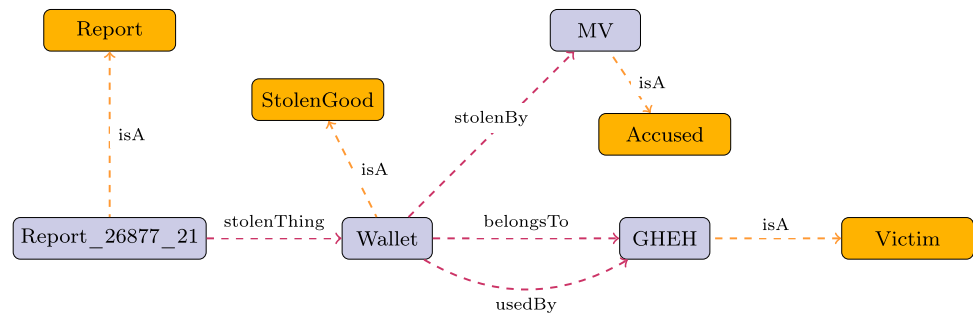 Report
MV
isA
StolenGood
stolenBy
Accused
isA
isA
stolenThing
belongsTo
isA
Report_26877_21
Wallet
GHEH
Victim
usedBy